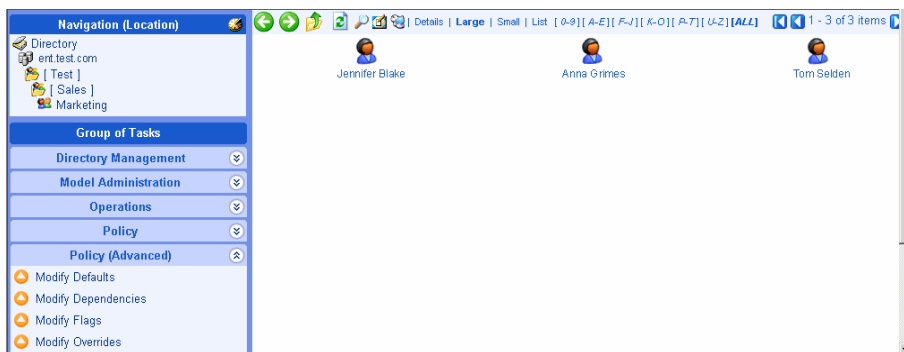 Navigation (Location)
Directory
ent.test.com
[ Test ]
[ Sales ]
Marketing
Group of Tasks
Directory Management
Model Administration
Operations
Policy
Policy (Advanced)
Modify Defaults
Modify Dependencies
Modify Flags
Modify Overrides
| Details | Large | Small | List [ 0-9 ][ A-E ][ F-J ][ K-O ][ P-T ][ U-Z ][ALL] 1 - 3 of 3 items
Jennifer Blake
Anna Grimes
Tom Selden